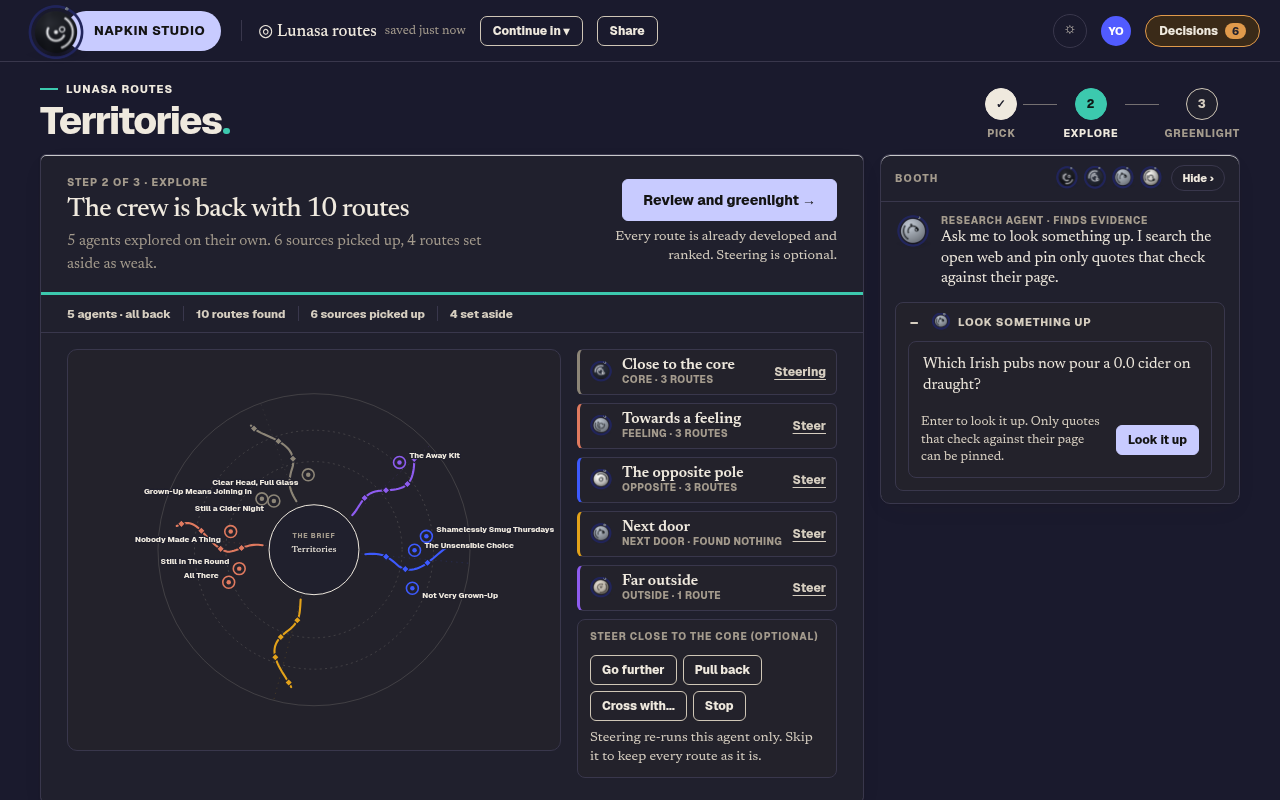 NAPKIN STUDIO
Lunasa routes saved just now
Continue in ▾
Share
YO
Decisions 6
LUNASA ROUTES
Territories.
✓ 2 3
PICK EXPLORE GREENLIGHT
STEP 2 OF 3 · EXPLORE
The crew is back with 10 routes
5 agents explored on their own. 6 sources picked up, 4 routes set
aside as weak.
Review and greenlight →
Every route is already developed and
ranked. Steering is optional.
5 agents · all back
10 routes found
6 sources picked up
4 set aside
The Away Kit
Clear Head, Full Glass
Grown-Up Means Joining In
Still a Cider Night
Shamelessly Smug Thursdays
Nobody Made A Thing
The Unsensible Choice
THE BRIEF
Territories
Still In The Round
All There
Not Very Grown-Up
Close to the core
CORE · 3 ROUTES
Steering
Towards a feeling
FEELING · 3 ROUTES
Steer
The opposite pole
OPPOSITE · 3 ROUTES
Steer
Next door
NEXT DOOR · FOUND NOTHING
Steer
Far outside
OUTSIDE · 1 ROUTE
Steer
STEER CLOSE TO THE CORE (OPTIONAL)
Go further
Pull back
Cross with...
Stop
Steering re-runs this agent only. Skip
it to keep every route as it is.
BOOTH
Hide ›
RESEARCH AGENT · FINDS EVIDENCE
Ask me to look something up. I search the
open web and pin only quotes that check
against their page.
– LOOK SOMETHING UP
Which Irish pubs now pour a 0.0 cider on
draught?
Enter to look it up. Only quotes
that check against their page
can be pinned.
Look it up